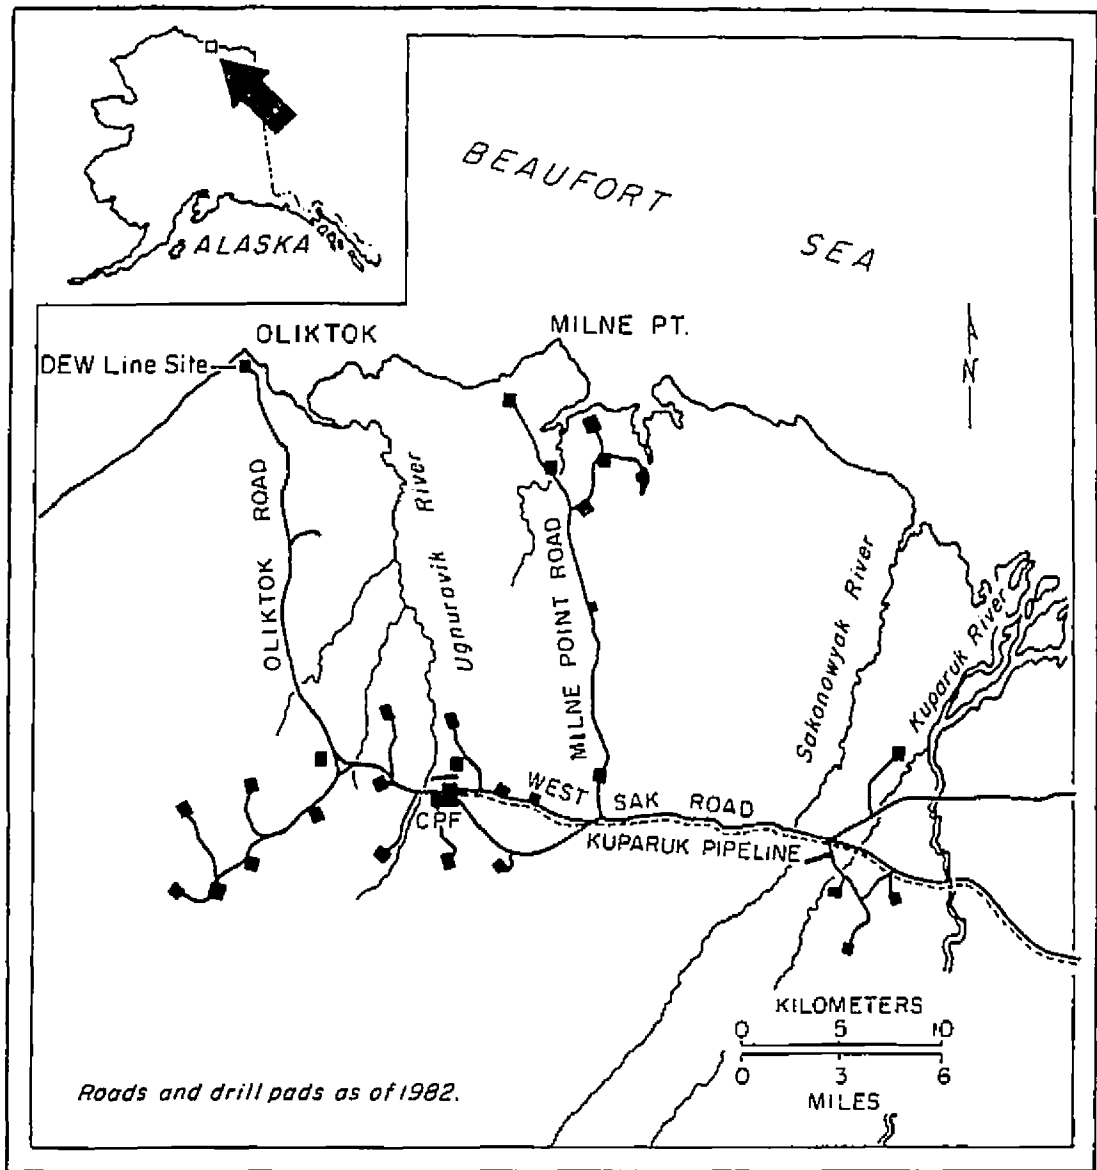 ALASKA
BEAUFORT
SEA
OLIKTOK
MILNE PT.
DEW Line Site
N
OLIKTOK ROAD
Ugnuravik River
MILNE POINT ROAD
Sakonowyak River
Kuparuk River
WEST SAK ROAD
CPF
KUPARUK PIPELINE
KILOMETERS
0 5 10
0 3 6
MILES
Roads and drill pads as of 1982.